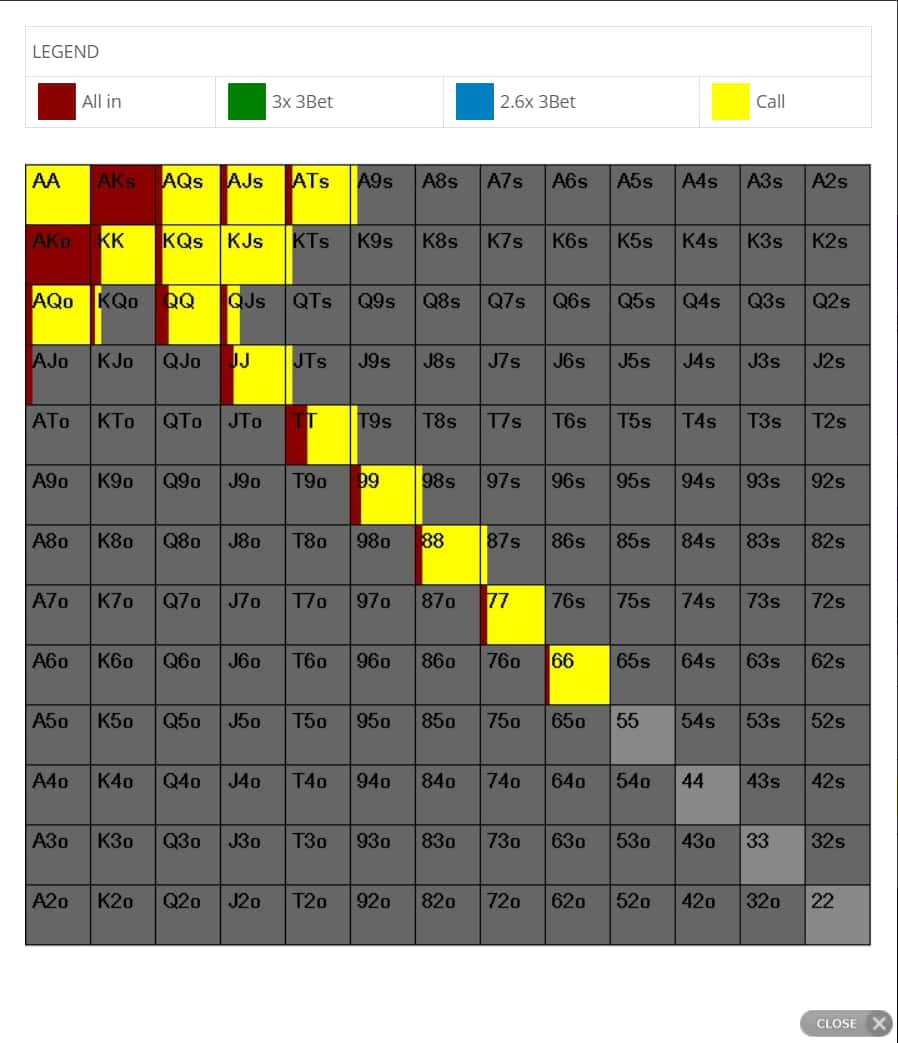 LEGEND
All in 3x 3Bet 2.6x 3Bet Call
AA AKs AQs AJs ATs A9s A8s A7s A6s A5s A4s A3s A2s
AKo KK KQs KJs KTs K9s K8s K7s K6s K5s K4s K3s K2s
AQo KQo QQ QJs QTs Q9s Q8s Q7s Q6s Q5s Q4s Q3s Q2s
AJo KJo QJo JJ JTs J9s J8s J7s J6s J5s J4s J3s J2s
ATo KTo QTo JTo TT T9s T8s T7s T6s T5s T4s T3s T2s
A9o K9o Q9o J9o T9o 99 98s 97s 96s 95s 94s 93s 92s
A8o K8o Q8o J8o T8o 98o 88 87s 86s 85s 84s 83s 82s
A7o K7o Q7o J7o T7o 97o 87o 77 76s 75s 74s 73s 72s
A6o K6o Q6o J6o T6o 96o 86o 76o 66 65s 64s 63s 62s
A5o K5o Q5o J5o T5o 95o 85o 75o 65o 55 54s 53s 52s
A4o K4o Q4o J4o T4o 94o 84o 74o 64o 54o 44 43s 42s
A3o K3o Q3o J3o T3o 93o 83o 73o 63o 53o 43o 33 32s
A2o K2o Q2o J2o T2o 92o 82o 72o 62o 52o 42o 32o 22
CLOSE